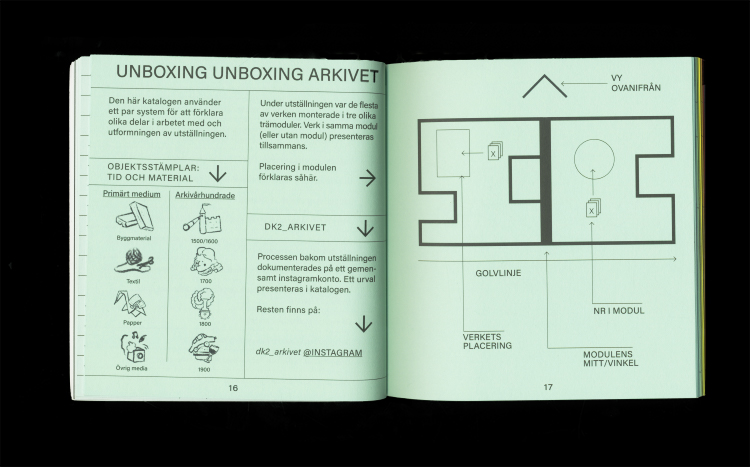 UNBOXING UNBOXING ARKIVET
Den här katalogen använder
ett par system för att förklara
olika delar i arbetet med och
utformningen av utställningen.
OBJEKTSSTÄMPLAR:
TID OCH MATERIAL
Primärt medium
Arkivårhundrade
Byggmaterial
1500/1600
Textil
1700
Papper
1800
Övrig media
1900
Under utställningen var de flesta
av verken monterade i tre olika
trämoduler. Verk i samma modul
(eller utan modul) presenteras
tillsammans.
Placering i modulen
förklaras såhär.
DK2_ARKIVET
Processen bakom utställningen
dokumenterades på ett gemen-
samt instagramkonto. Ett urval
presenteras i katalogen.
Resten finns på:
dk2_arkivet @INSTAGRAM
16
VY
OVANIFRÅN
X
X
GOLVLINJE
NR I MODUL
VERKETS
PLACERING
MODULENS
MITT/VINKEL
17